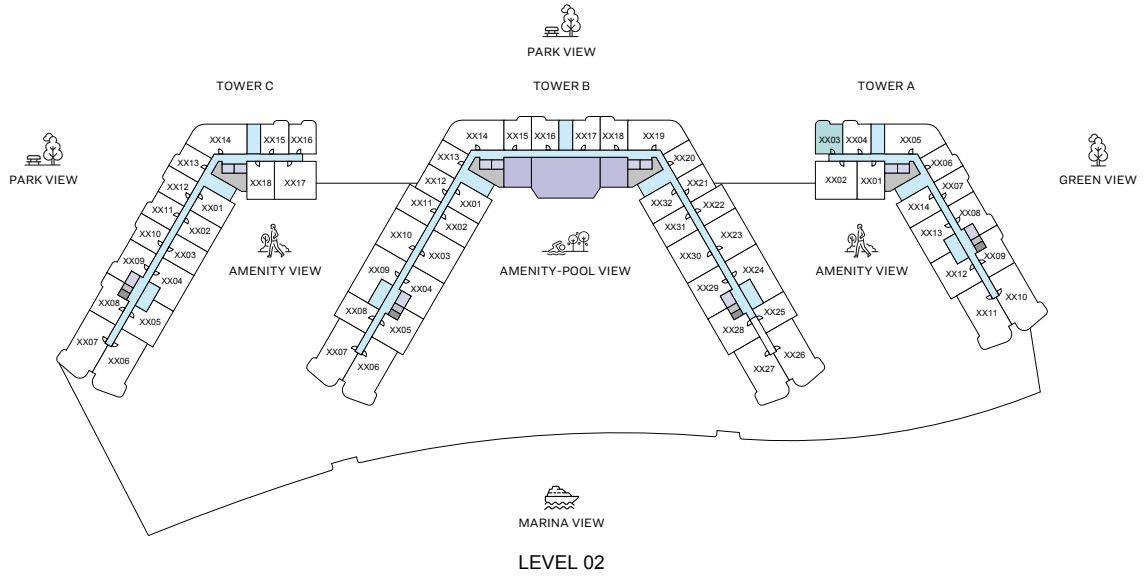 PARK VIEW
TOWER C
TOWER B
TOWER A
PARK VIEW
GREEN VIEW
XX14
XX15
XX16
XX13
XX18
XX17
XX12
XX01
XX11
XX02
XX10
XX03
XX09
XX04
XX08
XX05
XX07
XX06
XX14
XX15
XX16
XX17
XX18
XX19
XX13
XX20
XX12
XX21
XX01
XX32
XX11
XX22
XX02
XX31
XX10
XX23
XX03
XX30
XX09
XX24
XX04
XX29
XX08
XX25
XX05
XX28
XX07
XX26
XX06
XX27
XX03
XX04
XX05
XX02
XX01
XX06
XX07
XX14
XX08
XX13
XX09
XX12
XX10
XX11
AMENITY VIEW
AMENITY-POOL VIEW
AMENITY VIEW
MARINA VIEW
LEVEL 02